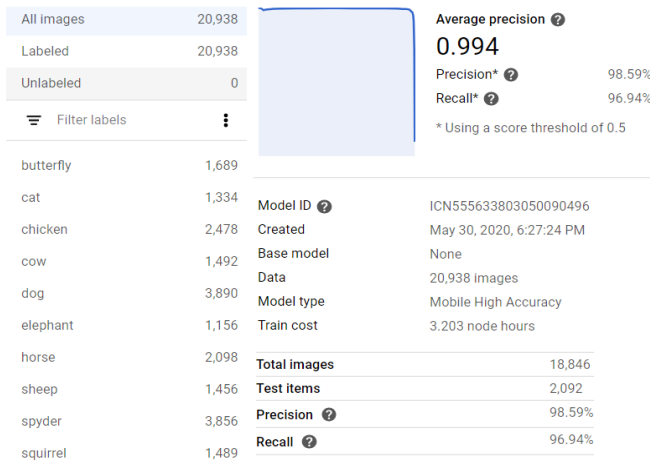 All images 20,938
Labeled 20,938
Unlabeled 0
Filter labels
butterfly 1,689
cat 1,334
chicken 2,478
cow 1,492
dog 3,890
elephant 1,156
horse 2,098
sheep 1,456
spyder 3,856
squirrel 1,489
Average precision ?
0.994
Precision* ? 98.59%
Recall* ? 96.94%
* Using a score threshold of 0.5
Model ID ? ICN555633803050090496
Created May 30, 2020, 6:27:24 PM
Base model None
Data 20,938 images
Model type Mobile High Accuracy
Train cost 3.203 node hours
Total images 18,846
Test items 2,092
Precision ? 98.59%
Recall ? 96.94%